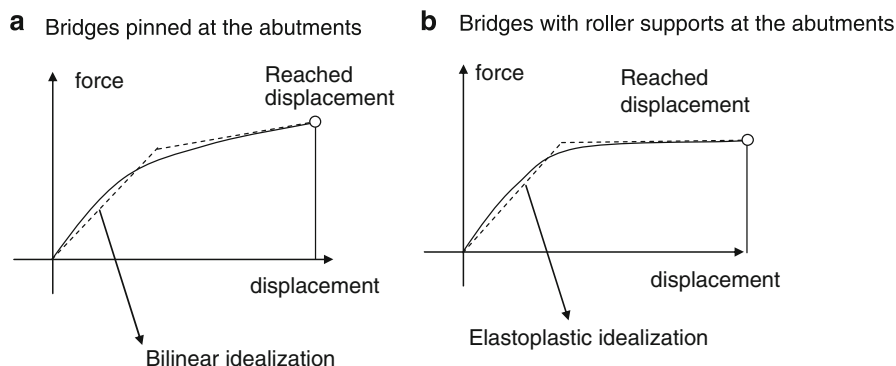 a Bridges pinned at the abutments
force
Reached
displacement
displacement
Bilinear idealization
b Bridges with roller supports at the abutments
force
Reached
displacement
displacement
Elastoplastic idealization